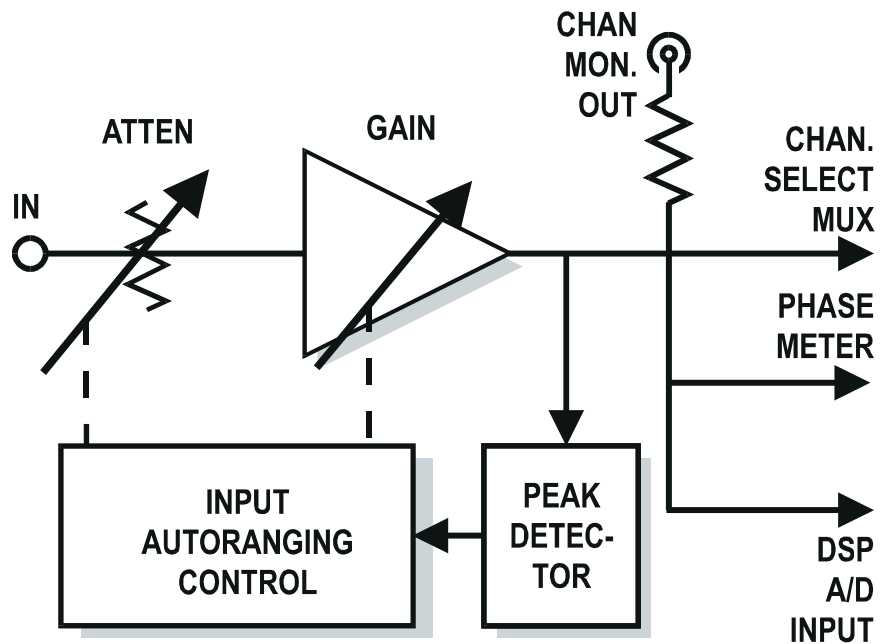 CHAN
MON.
OUT
ATTEN
GAIN
IN
CHAN.
SELECT
MUX
PHASE
METER
INPUT
AUTORANGING
CONTROL
PEAK
DETEC-
TOR
DSP
A/D
INPUT